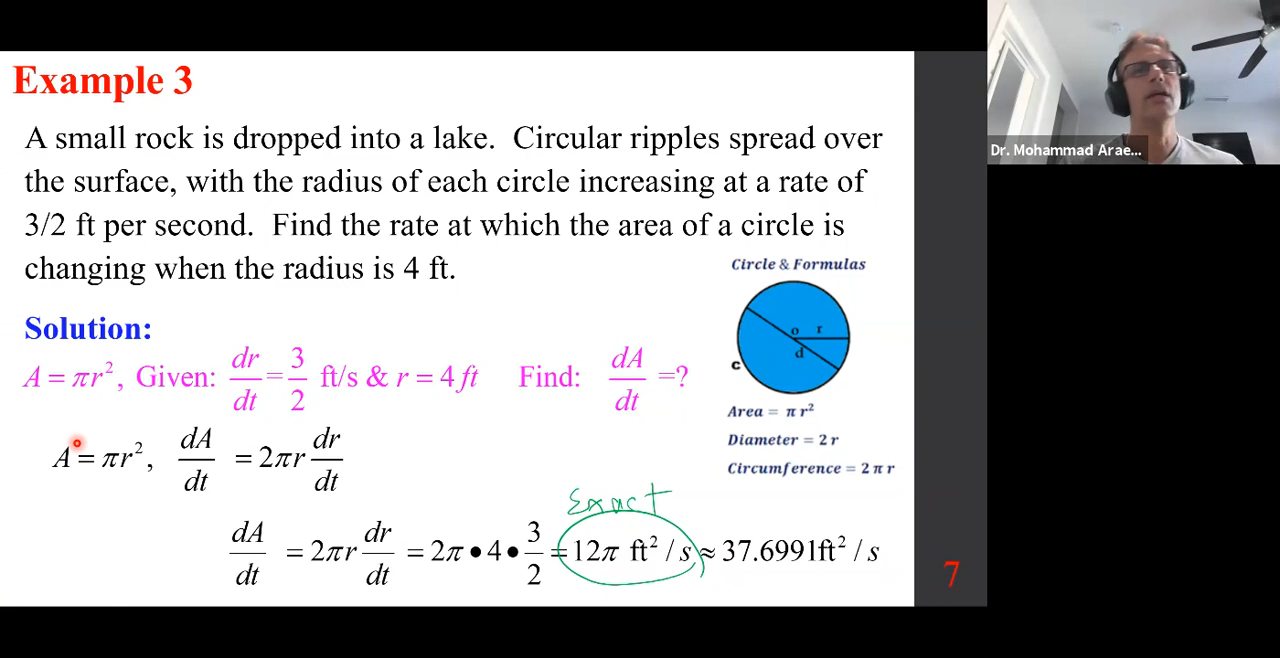 Example 3
A small rock is dropped into a lake. Circular ripples spread over
the surface, with the radius of each circle increasing at a rate of
3/2 ft per second. Find the rate at which the area of a circle is
changing when the radius is 4 ft.
Solution:
A = πr², Given: dr/dt = 3/2 ft/s & r = 4 ft Find: dA/dt = ?
A = πr², dA/dt = 2πr dr/dt
Exact
dA/dt = 2πr dr/dt = 2π • 4 • 3/2 = 12π ft² / s ≈ 37.6991ft² / s
Circle & Formulas
o r
d
c
Area = π r²
Diameter = 2 r
Circumference = 2 π r
7
Dr. Mohammad Arae...